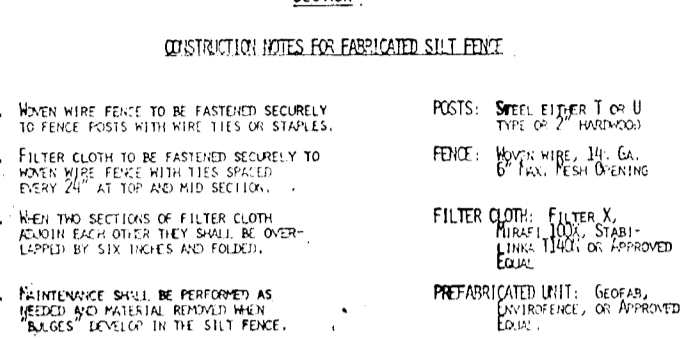 SECTION
CONSTRUCTION NOTES FOR FABRICATED SILT FENCE
. WOVEN WIRE FENCE TO BE FASTENED SECURELY
TO FENCE POSTS WITH WIRE TIES OR STAPLES.
. FILTER CLOTH TO BE FASTENED SECURELY TO
WOVEN WIRE FENCE WITH TIES SPACED
EVERY 24" AT TOP AND MID SECTION.
. WHEN TWO SECTIONS OF FILTER CLOTH
ADJOIN EACH OTHER THEY SHALL BE OVER-
LAPPED BY SIX INCHES AND FOLDED.
. MAINTENANCE SHALL BE PERFORMED AS
NEEDED AND MATERIAL REMOVED WHEN
"BULGES" DEVELOP IN THE SILT FENCE.
POSTS: STEEL EITHER T OR U
TYPE OR 2" HARDWOOD
FENCE: WOVEN WIRE, 14. GA.
6" MAX. MESH OPENING
FILTER CLOTH: FILTER X,
MIRAFI 100X, STABI-
LINKA T140N OR APPROVED
EQUAL
PREFABRICATED UNIT: GEOFAB,
ENVIROFENCE, OR APPROVED
EQUAL.